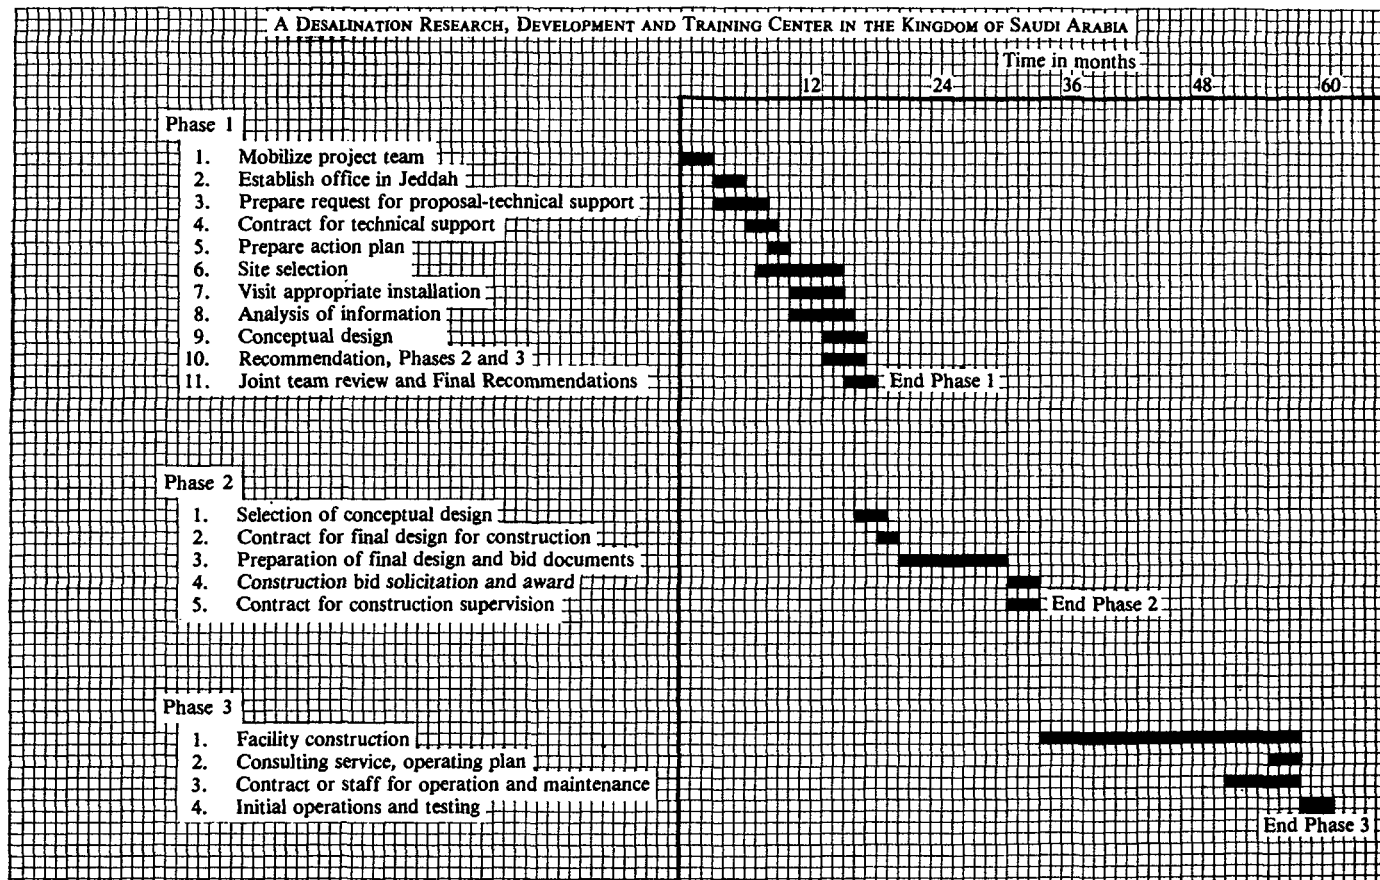 A DESALINATION RESEARCH, DEVELOPMENT AND TRAINING CENTER IN THE KINGDOM OF SAUDI ARABIA
Time in months
12 24 36 48 60
Phase 1
1. Mobilize project team
2. Establish office in Jeddah
3. Prepare request for proposal-technical support
4. Contract for technical support
5. Prepare action plan
6. Site selection
7. Visit appropriate installation
8. Analysis of information
9. Conceptual design
10. Recommendation, Phases 2 and 3
11. Joint team review and Final Recommendations End Phase 1
Phase 2
1. Selection of conceptual design
2. Contract for final design for construction
3. Preparation of final design and bid documents
4. Construction bid solicitation and award
5. Contract for construction supervision End Phase 2
Phase 3
1. Facility construction
2. Consulting service, operating plan
3. Contract or staff for operation and maintenance
4. Initial operations and testing
End Phase 3